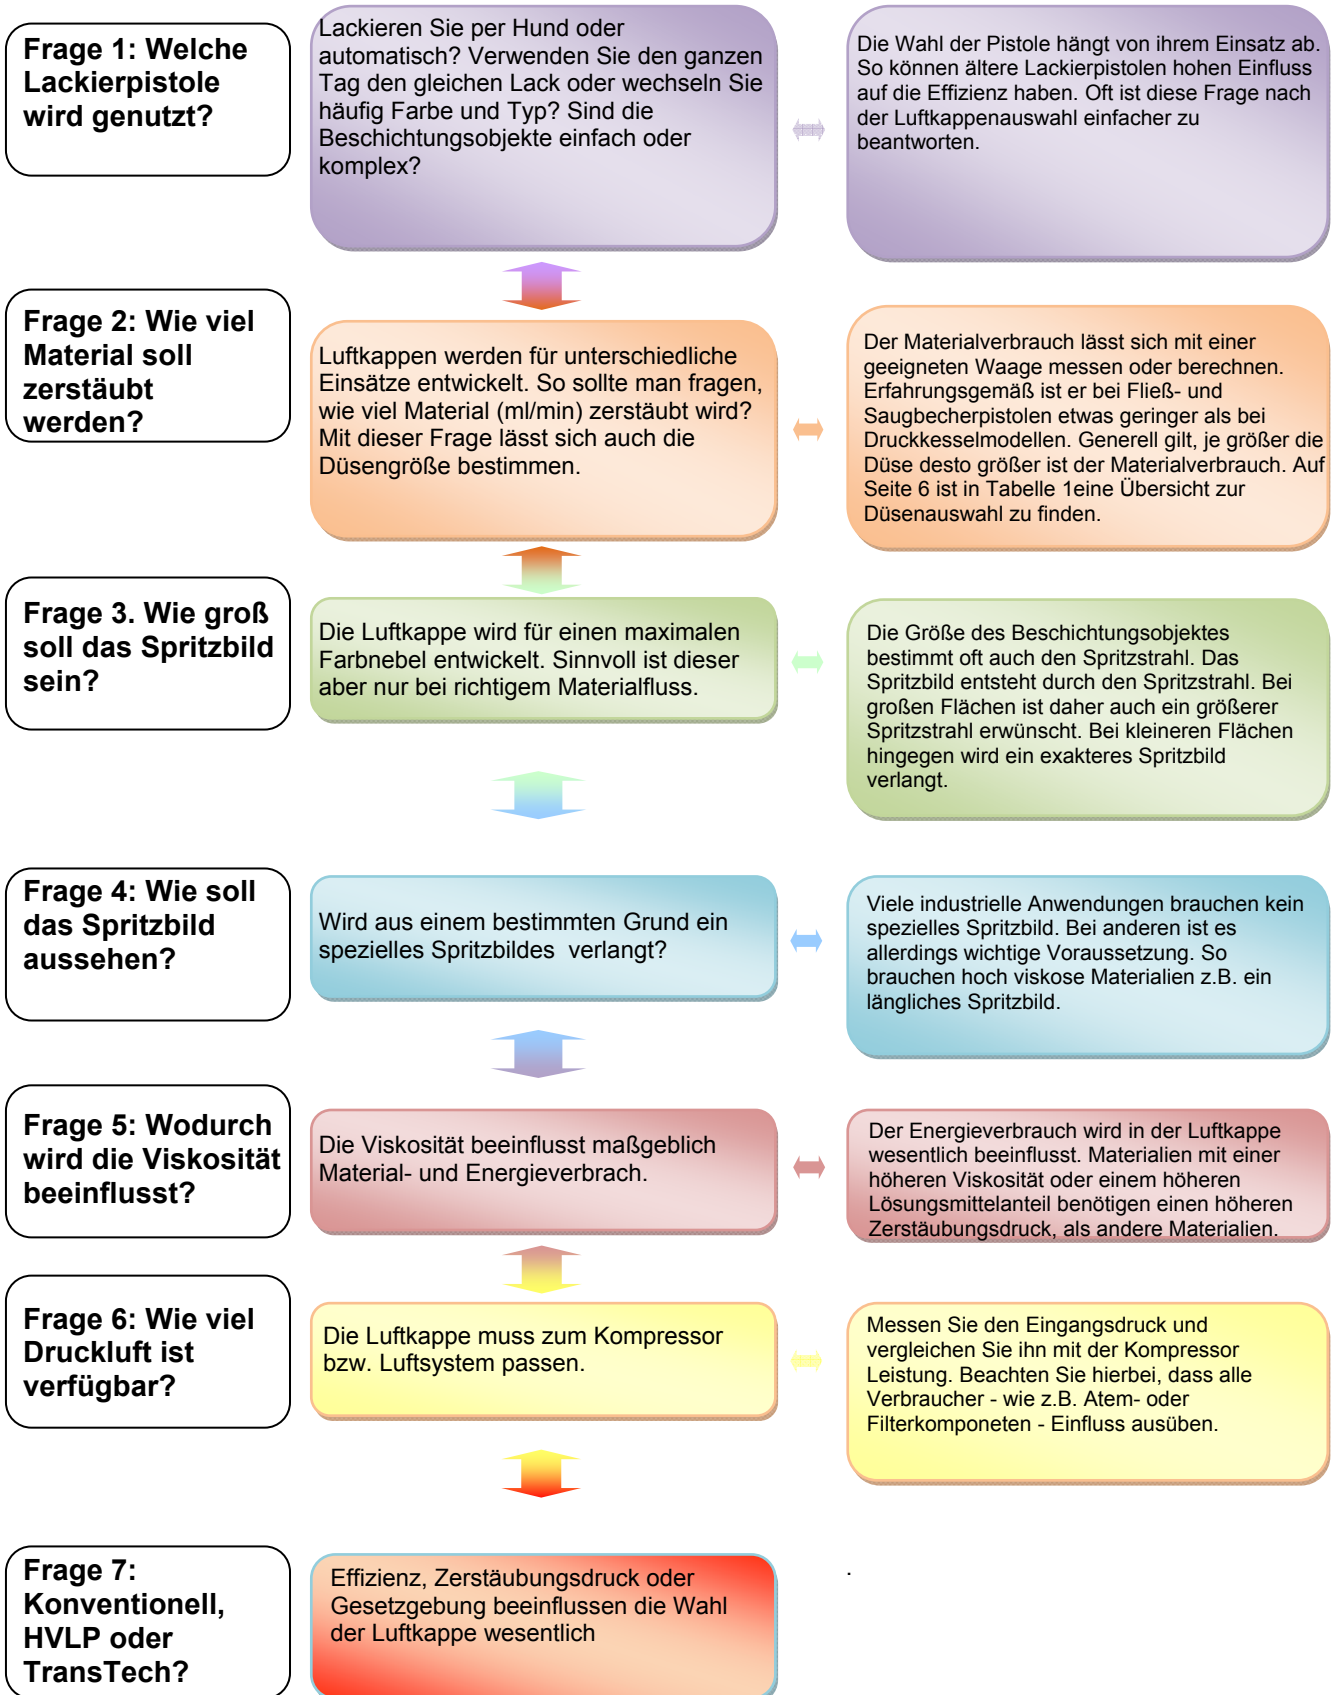 Frage 1: Welche
Lackierpistole
wird genutzt?
Lackieren Sie per Hund oder
automatisch? Verwenden Sie den ganzen
Tag den gleichen Lack oder wechseln Sie
häufig Farbe und Typ? Sind die
Beschichtungsobjekte einfach oder
komplex?
Die Wahl der Pistole hängt von ihrem Einsatz ab.
So können ältere Lackierpistolen hohen Einfluss
auf die Effizienz haben. Oft ist diese Frage nach
der Luftkappenauswahl einfacher zu
beantworten.
Frage 2: Wie viel
Material soll
zerstäubt
werden?
Luftkappen werden für unterschiedliche
Einsätze entwickelt. So sollte man fragen,
wie viel Material (ml/min) zerstäubt wird?
Mit dieser Frage lässt sich auch die
Düsengröße bestimmen.
Der Materialverbrauch lässt sich mit einer
geeigneten Waage messen oder berechnen.
Erfahrungsgemäß ist er bei Fließ- und
Saugbecherpistolen etwas geringer als bei
Druckkesselmodellen. Generell gilt, je größer die
Düse desto größer ist der Materialverbrauch. Auf
Seite 6 ist in Tabelle 1eine Übersicht zur
Düsenauswahl zu finden.
Frage 3. Wie groß
soll das Spritzbild
sein?
Die Luftkappe wird für einen maximalen
Farbnebel entwickelt. Sinnvoll ist dieser
aber nur bei richtigem Materialfluss.
Die Größe des Beschichtungsobjektes
bestimmt oft auch den Spritzstrahl. Das
Spritzbild entsteht durch den Spritzstrahl. Bei
großen Flächen ist daher auch ein größerer
Spritzstrahl erwünscht. Bei kleineren Flächen
hingegen wird ein exakteres Spritzbild
verlangt.
Frage 4: Wie soll
das Spritzbild
aussehen?
Wird aus einem bestimmten Grund ein
spezielles Spritzbildes verlangt?
Viele industrielle Anwendungen brauchen kein
spezielles Spritzbild. Bei anderen ist es
allerdings wichtige Voraussetzung. So
brauchen hoch viskose Materialien z.B. ein
längliches Spritzbild.
Frage 5: Wodurch
wird die Viskosität
beeinflusst?
Die Viskosität beeinflusst maßgeblich
Material- und Energieverbrach.
Der Energieverbrauch wird in der Luftkappe
wesentlich beeinflusst. Materialien mit einer
höheren Viskosität oder einem höheren
Lösungsmittelanteil benötigen einen höheren
Zerstäubungsdruck, als andere Materialien.
Frage 6: Wie viel
Druckluft ist
verfügbar?
Die Luftkappe muss zum Kompressor
bzw. Luftsystem passen.
Messen Sie den Eingangsdruck und
vergleichen Sie ihn mit der Kompressor
Leistung. Beachten Sie hierbei, dass alle
Verbraucher - wie z.B. Atem- oder
Filterkomponeten - Einfluss ausüben.
Frage 7:
Konventionell,
HVLP oder
TransTech?
Effizienz, Zerstäubungsdruck oder
Gesetzgebung beeinflussen die Wahl
der Luftkappe wesentlich
.